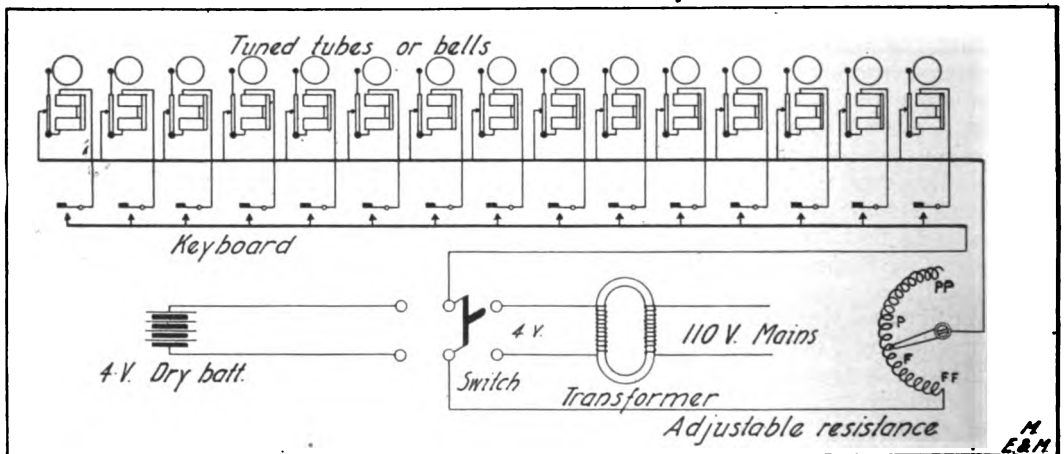 Tuned tubes or bells
Keyboard
PP
P
F
FF
4 V.
110 V. Mains
4 V. Dry batt.
Switch
Transformer
Adjustable resistance
M.
E.& M.